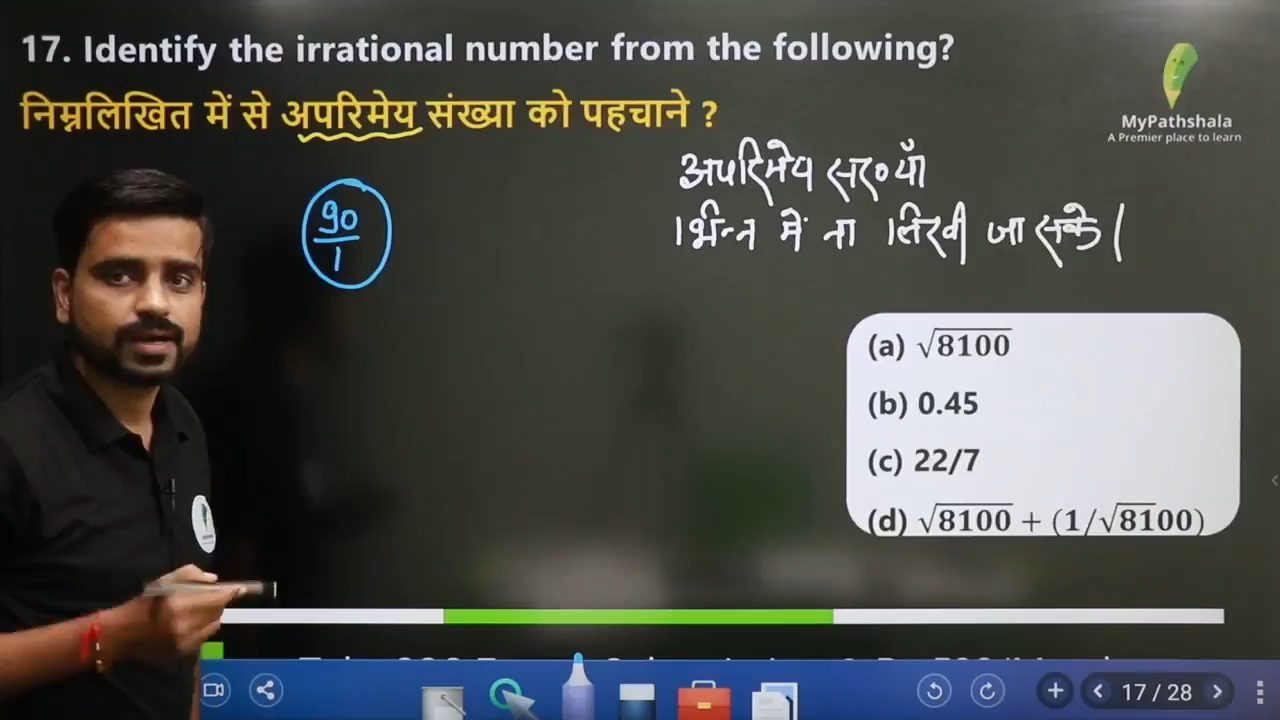 17. Identify the irrational number from the following?
निम्नलिखित में से अपरिमेय संख्या को पहचाने ?
MyPathshala
A Premier place to learn
अपरिमेय संख्याँ
90
1
भिन्न में ना लिखी जा सके।
(a) √8100
(b) 0.45
(c) 22/7
(d) √8100 + (1/√8100)
17 / 28